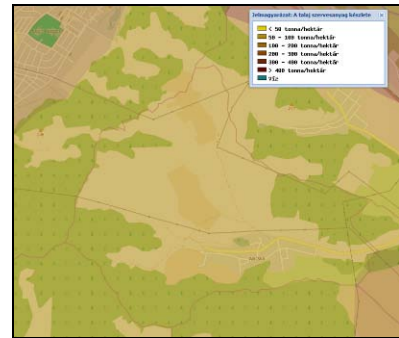 Jelmagyarázat: A talaj szervesanyag készlete
< 50 tonna/hektár
50 - 100 tonna/hektár
100 - 200 tonna/hektár
200 - 300 tonna/hektár
300 - 400 tonna/hektár
> 400 tonna/hektár
víz